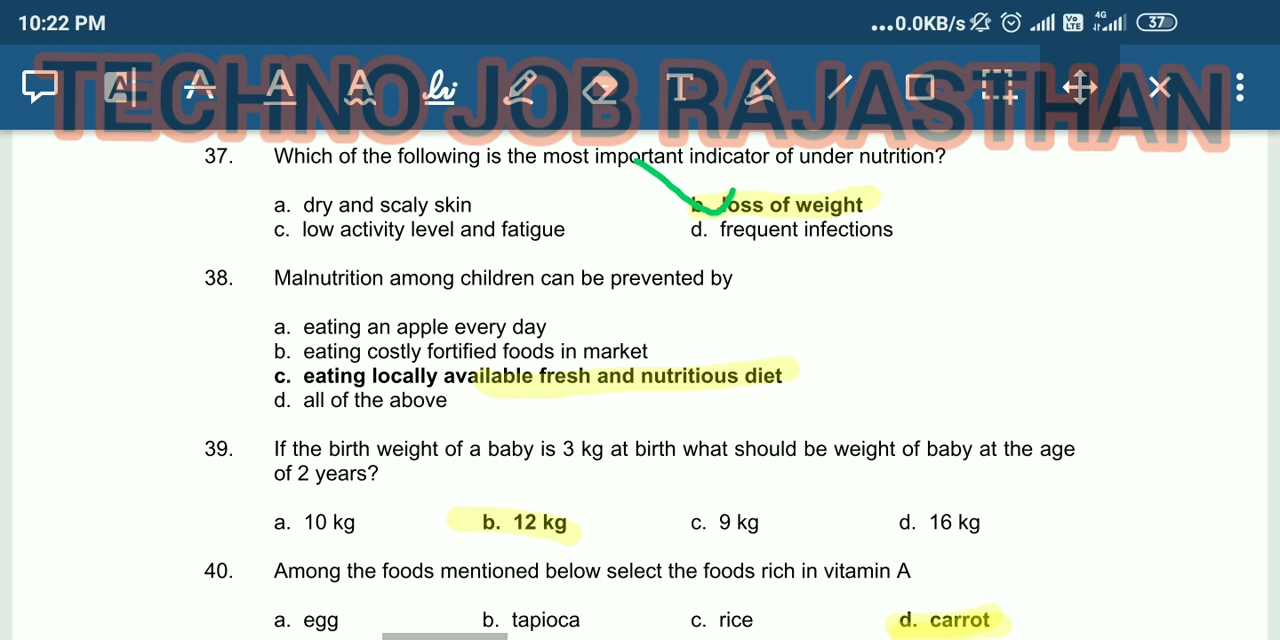 10:22 PM
...0.0KB/s Vo LTE 4G 37
TECHNO JOB RAJASTHAN
37. Which of the following is the most important indicator of under nutrition?
a. dry and scaly skin b. loss of weight
c. low activity level and fatigue d. frequent infections
38. Malnutrition among children can be prevented by
a. eating an apple every day
b. eating costly fortified foods in market
c. eating locally available fresh and nutritious diet
d. all of the above
39. If the birth weight of a baby is 3 kg at birth what should be weight of baby at the age
of 2 years?
a. 10 kg b. 12 kg c. 9 kg d. 16 kg
40. Among the foods mentioned below select the foods rich in vitamin A
a. egg b. tapioca c. rice d. carrot